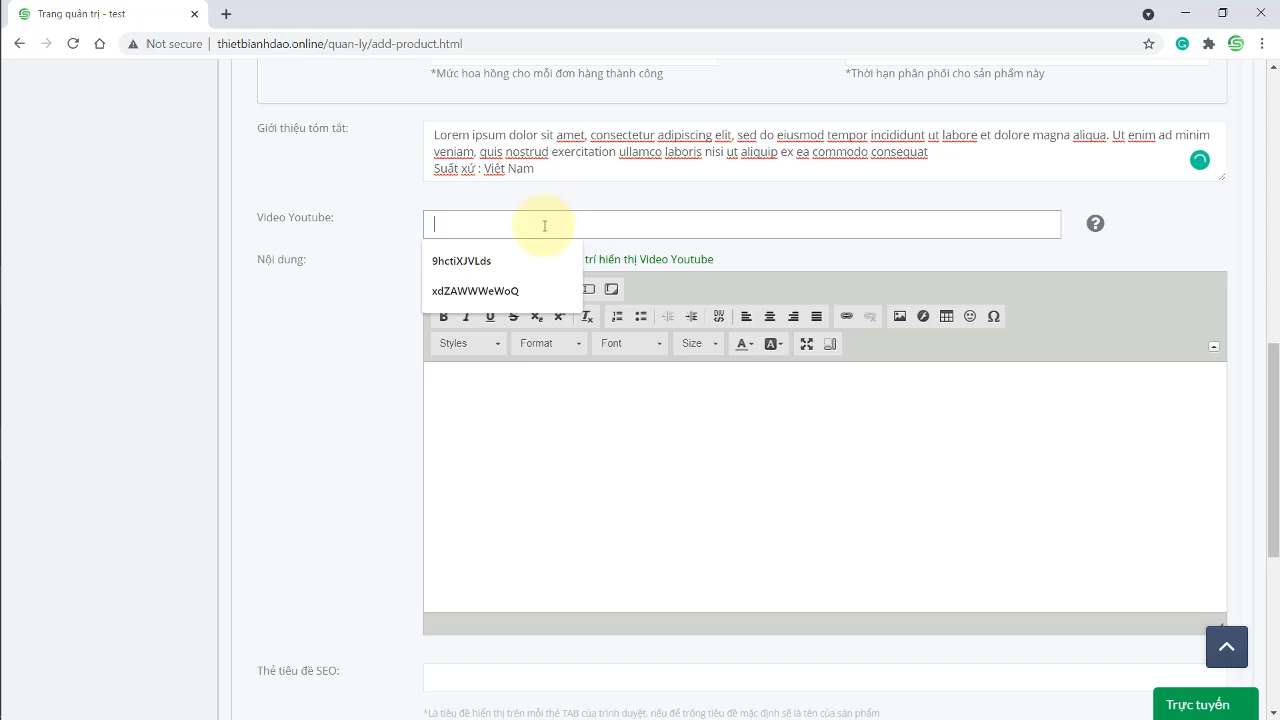 Trang quản trị - test
Not secure
thietbianhdao.online/quan-ly/add-product.html
*Mức hoa hồng cho mỗi đơn hàng thành công
*Thời hạn phân phối cho sản phẩm này
Giới thiệu tóm tắt:
Lorem ipsum dolor sit amet, consectetur adipiscing elit, sed do eiusmod tempor incididunt ut labore et dolore magna aliqua. Ut enim ad minim
veniam, quis nostrud exercitation ullamco laboris nisi ut aliquip ex ea commodo consequat
Suất xứ : Việt Nam
Video Youtube:
9hctiXJVLds
xdZAWWWeWoQ
Nội dung:
trí hiển thị Video Youtube
Styles
Format
Font
Size
Thẻ tiêu đề SEO:
*Là tiêu đề hiển thị trên mỗi thẻ TAB của trình duyệt, nếu để trống tiêu đề mặc định sẽ là tên của sản phẩm
Trực tuyến